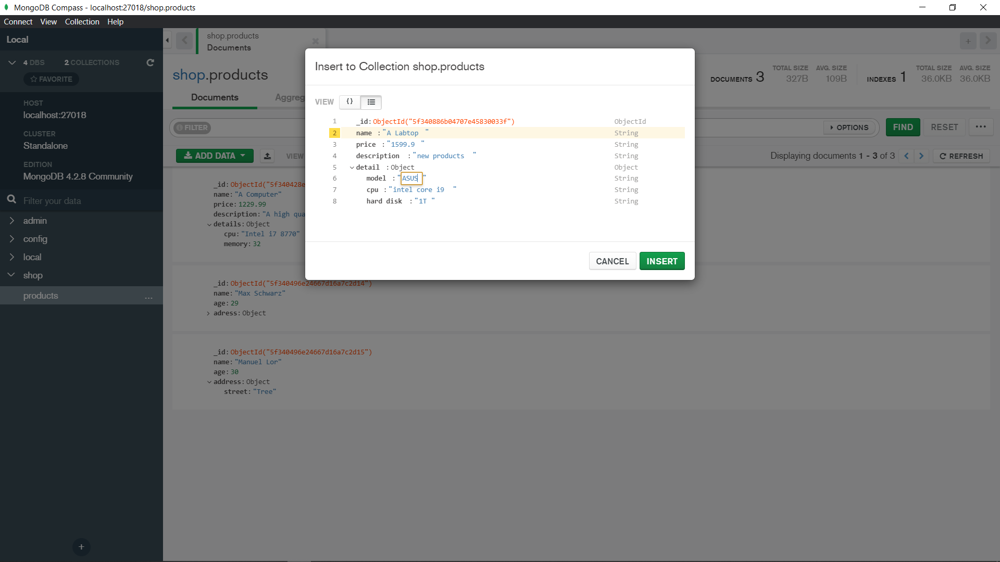 MongoDB Compass - localhost:27018/shop.products
Connect View Collection Help
Local
4 DBS 2 COLLECTIONS
FAVORITE
HOST
localhost:27018
CLUSTER
Standalone
EDITION
MongoDB 4.2.8 Community
Filter your data
admin
config
local
shop
products ...
shop.products
Documents
shop.products
DOCUMENTS 3 TOTAL SIZE 327B AVG. SIZE 109B INDEXES 1 TOTAL SIZE 36.0KB AVG. SIZE 36.0KB
Documents Aggreg
FILTER OPTIONS FIND RESET ...
ADD DATA VIEW Displaying documents 1 - 3 of 3 REFRESH
_id: ObjectId("5f340428e
name: "A Computer"
price: 1229.99
description: "A high qua
details: Object
cpu: "Intel i7 8770"
memory: 32
_id: ObjectId("5f340496e24667d16a7c2d14")
name: "Max Schwarz"
age: 29
adress: Object
_id: ObjectId("5f340496e24667d16a7c2d15")
name: "Manuel Lor"
age: 30
address: Object
street: "Tree"
Insert to Collection shop.products
VIEW {}
1 _id: ObjectId("5f340886b04707e45830033f") ObjectId
2 name : "A Labtop " String
3 price : "1599.9 " String
4 description : "new products " String
5 detail : Object Object
6 model : "ASUS " String
7 cpu : "intel core i9 " String
8 hard disk : "1T " String
CANCEL INSERT